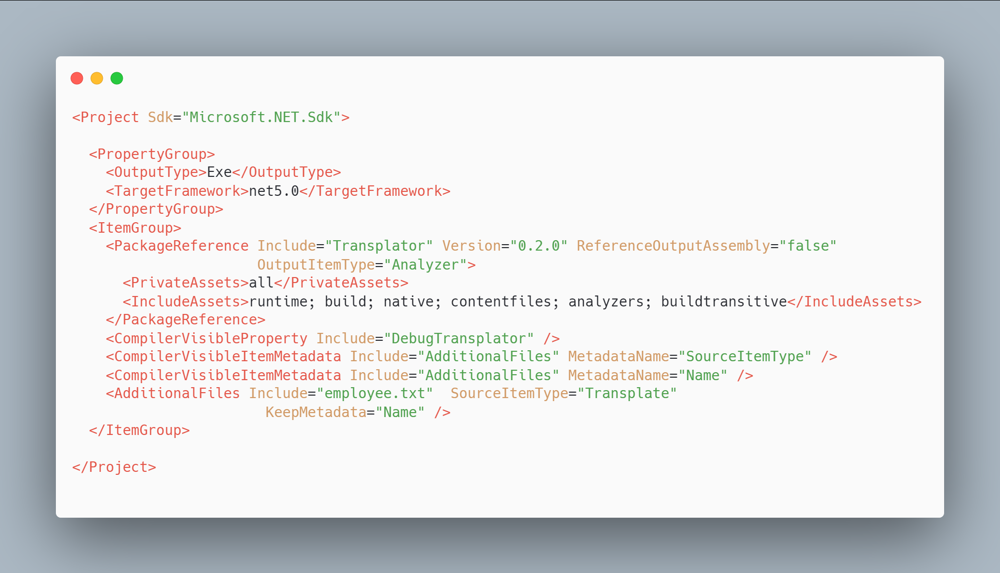 <Project Sdk="Microsoft.NET.Sdk">
<PropertyGroup>
<OutputType>Exe</OutputType>
<TargetFramework>net5.0</TargetFramework>
</PropertyGroup>
<ItemGroup>
<PackageReference Include="Transplator" Version="0.2.0" ReferenceOutputAssembly="false"
OutputItemType="Analyzer">
<PrivateAssets>all</PrivateAssets>
<IncludeAssets>runtime; build; native; contentfiles; analyzers; buildtransitive</IncludeAssets>
</PackageReference>
<CompilerVisibleProperty Include="DebugTransplator" />
<CompilerVisibleItemMetadata Include="AdditionalFiles" MetadataName="SourceItemType" />
<CompilerVisibleItemMetadata Include="AdditionalFiles" MetadataName="Name" />
<AdditionalFiles Include="employee.txt"  SourceItemType="Transplate"
KeepMetadata="Name" />
</ItemGroup>
</Project>